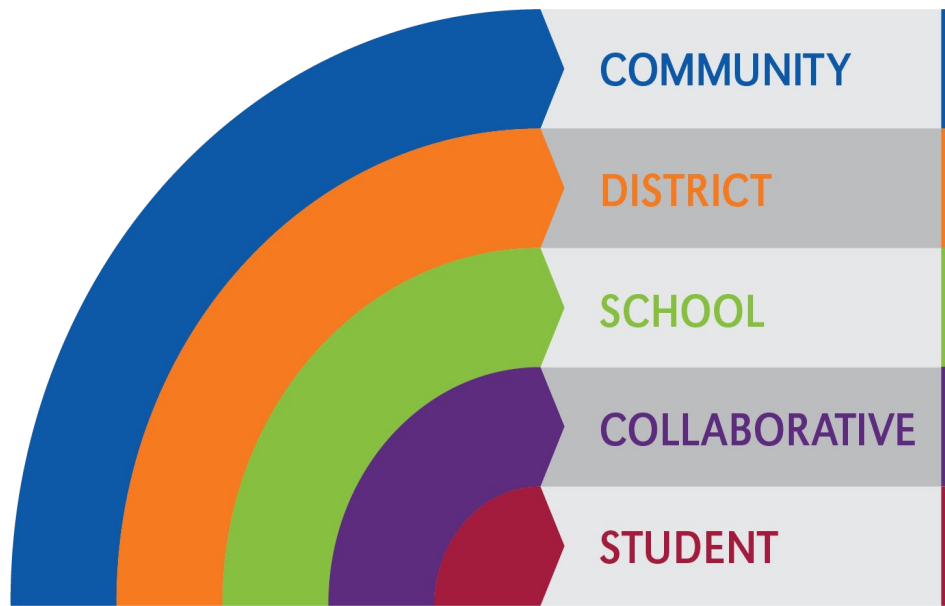 COMMUNITY
DISTRICT
SCHOOL
COLLABORATIVE
STUDENT